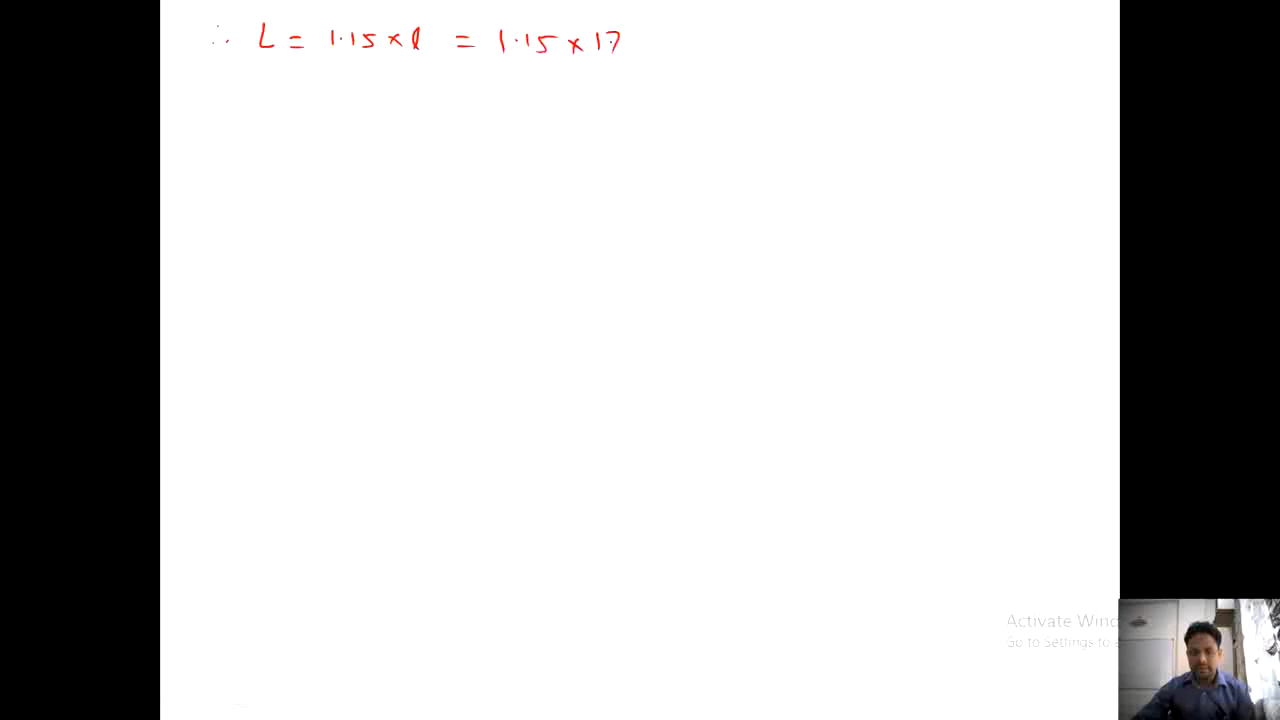 ∴ L = 1.15 × l = 1.15 × 17
Activate Wind
Go to Settings to